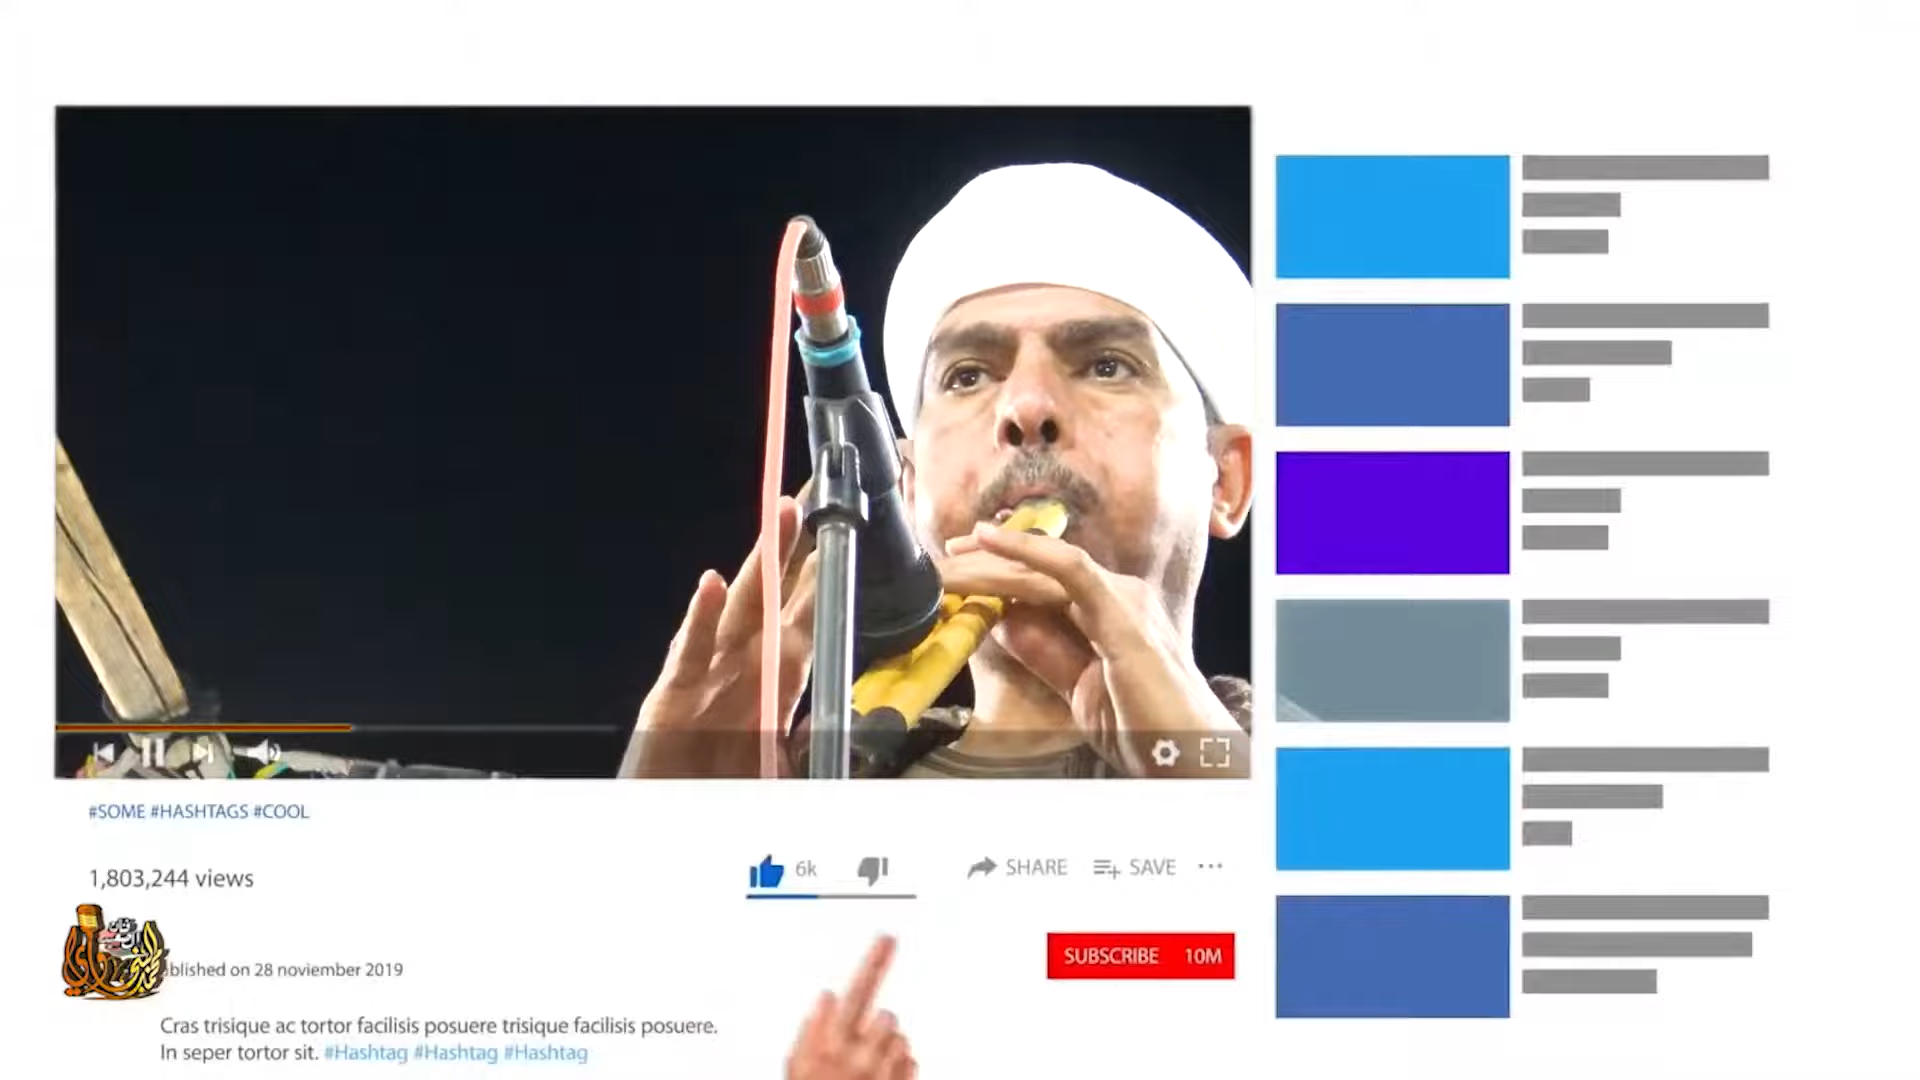 #SOME #HASHTAGS #COOL
1,803,244 views
6k
SHARE
SAVE
SUBSCRIBE 10M
blished on 28 noviember 2019
Cras trisique ac tortor facilisis posuere trisique facilisis posuere.
In seper tortor sit. #Hashtag #Hashtag #Hashtag